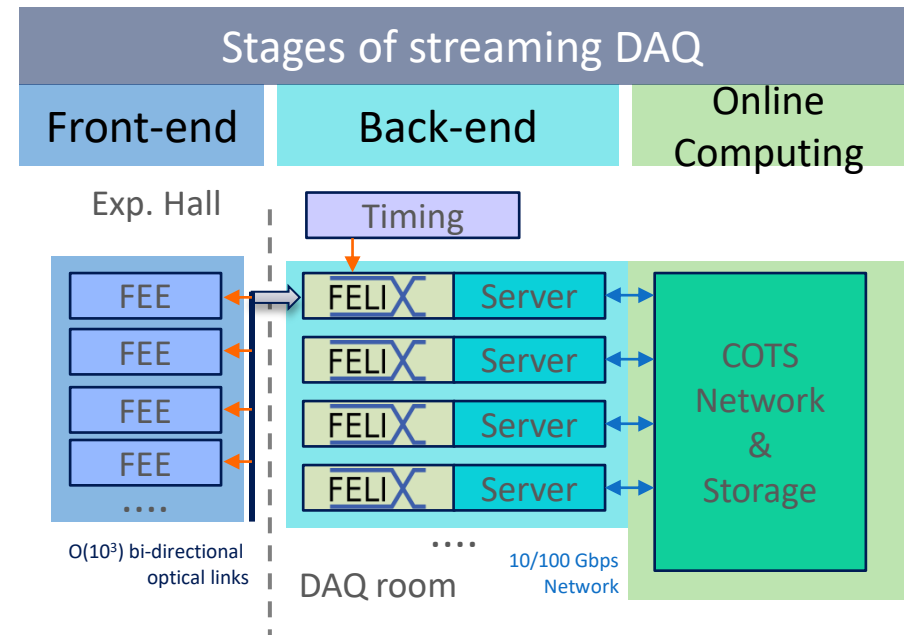 Stages of streaming DAQ
Front-end
Back-end
Online
Computing
Exp. Hall
Timing
FEE
FEE
FEE
FEE
....
FELIX Server
FELIX Server
FELIX Server
FELIX Server
....
COTS
Network
&
Storage
O(10³) bi-directional
optical links
DAQ room
10/100 Gbps
Network